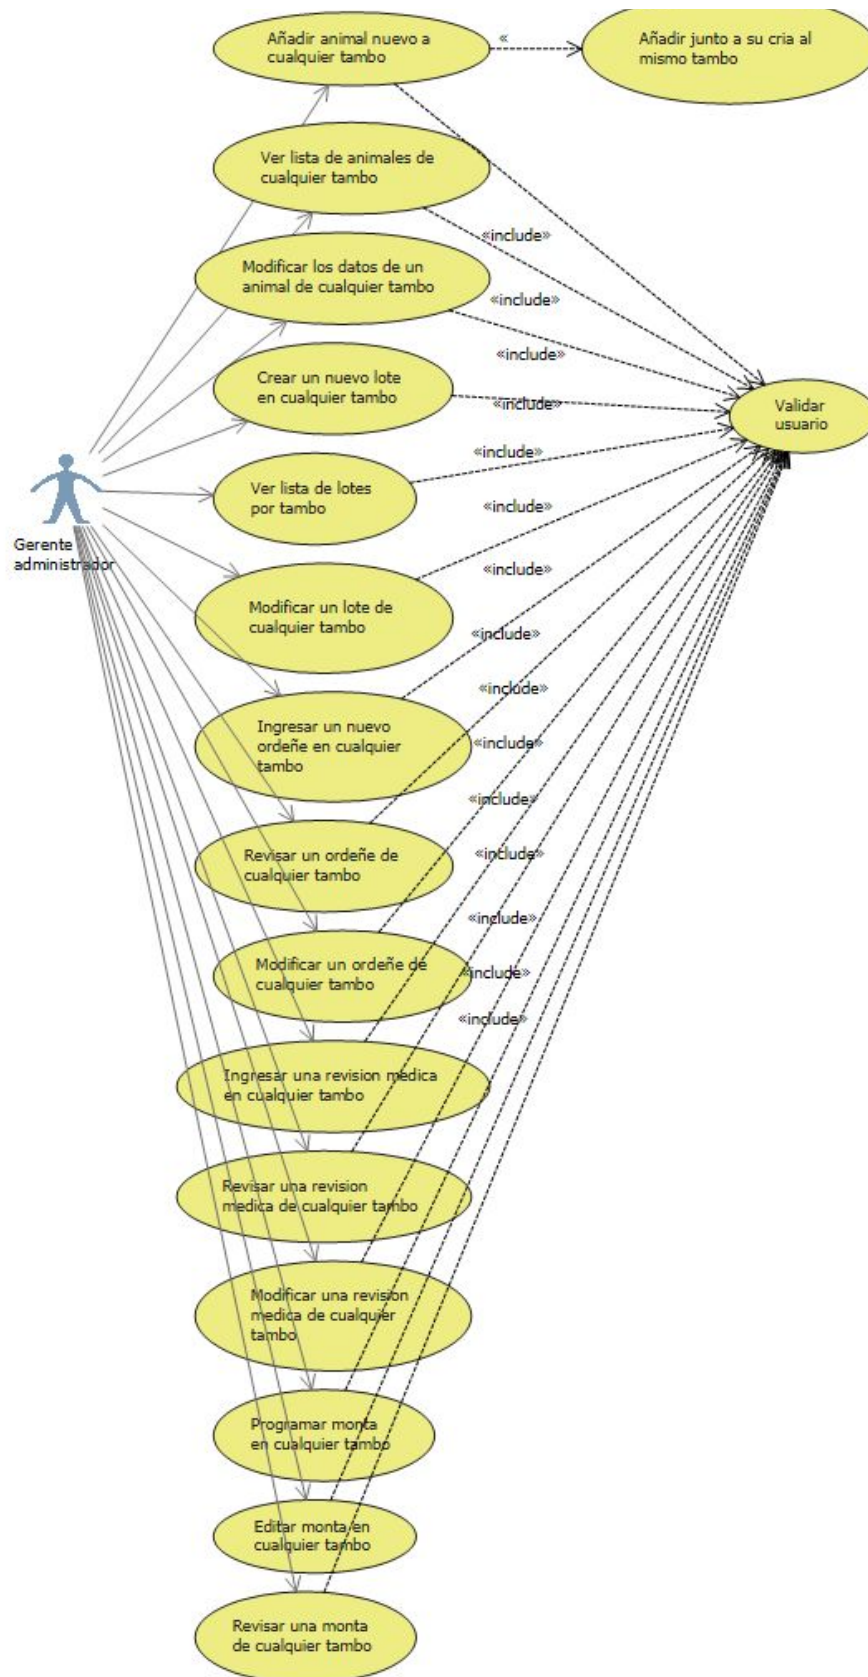 Añadir animal nuevo a
cualquier tambo
«
Añadir junto a su cria al
mismo tambo
Ver lista de animales de
cualquier tambo
«include»
Modificar los datos de un
animal de cualquier tambo
«include»
«include»
Crear un nuevo lote
en cualquier tambo
«include»
Validar
usuario
«include»
Ver lista de lotes
por tambo
«include»
Gerente
administrador
«include»
Modificar un lote de
cualquier tambo
«include»
«include»
Ingresar un nuevo
ordeñe en cualquier
tambo
«include»
«include»
Revisar un ordeñe de
cualquier tambo
«include»
«include»
Modificar un ordeñe de
cualquier tambo
«include»
«include»
Ingresar una revision medica
en cualquier tambo
Revisar una revision
medica de cualquier tambo
Modificar una revision
medica de cualquier
tambo
Programar monta
en cualquier tambo
Editar monta en
cualquier tambo
Revisar una monta
de cualquier tambo